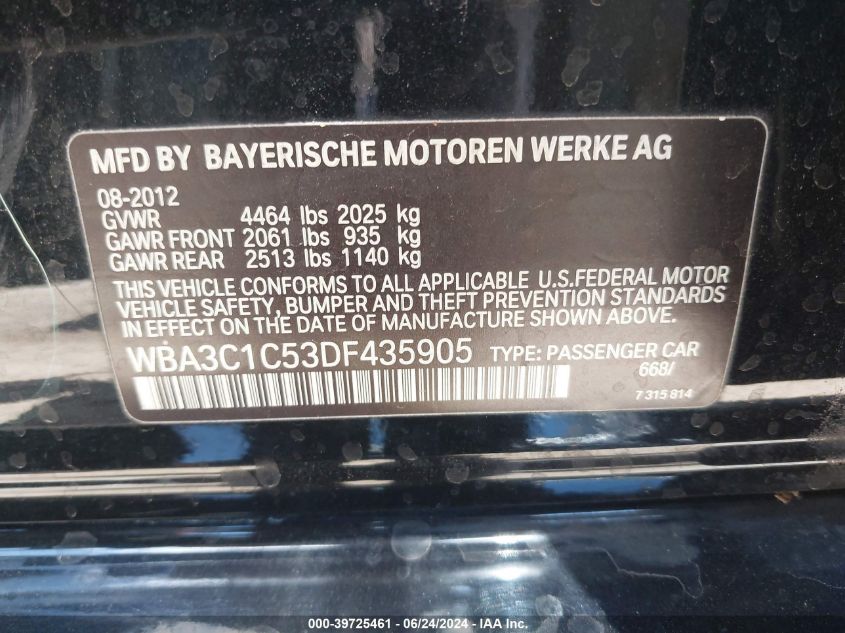 MFD BY BAYERISCHE MOTOREN WERKE AG
08-2012
GVWR 4464 lbs 2025 kg
GAWR FRONT 2061 lbs 935 kg
GAWR REAR 2513 lbs 1140 kg
THIS VEHICLE CONFORMS TO ALL APPLICABLE U.S.FEDERAL MOTOR
VEHICLE SAFETY, BUMPER AND THEFT PREVENTION STANDARDS
IN EFFECT ON THE DATE OF MANUFACTURE SHOWN ABOVE.
WBA3C1C53DF435905 TYPE: PASSENGER CAR
668/
7 315 814
000-39725461 | 06/24/2024 | IAA Inc.